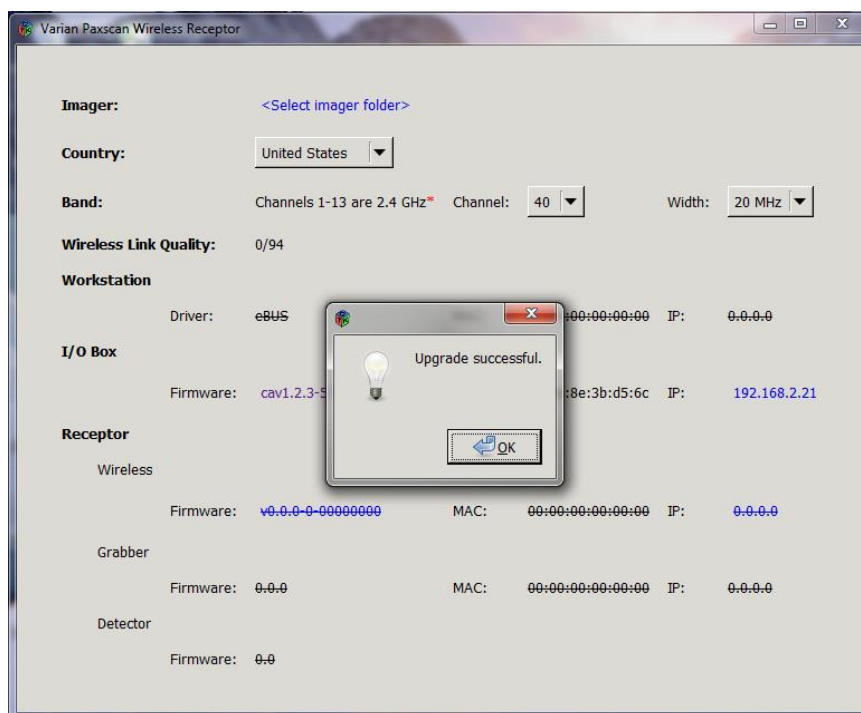 Varian Paxscan Wireless Receptor
Imager: <Select imager folder>
Country: United States
Band: Channels 1-13 are 2.4 GHz* Channel: 40 Width: 20 MHz
Wireless Link Quality: 0/94
Workstation
Driver: eBUS :00:00:00:00 IP: 0.0.0.0
Upgrade successful.
OK
I/O Box
Firmware: cav1.2.3-5 :8e:3b:d5:6c IP: 192.168.2.21
Receptor
Wireless
Firmware: v0.0.0-0-00000000 MAC: 00:00:00:00:00:00 IP: 0.0.0.0
Grabber
Firmware: 0.0.0 MAC: 00:00:00:00:00:00 IP: 0.0.0.0
Detector
Firmware: 0.0